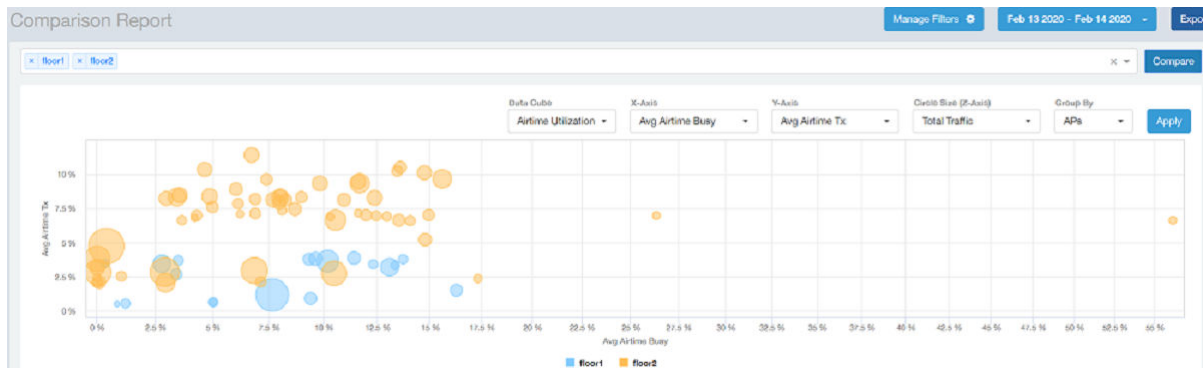 Comparison Report
Manage Filters
Feb 13 2020 - Feb 14 2020
Expo
× floor1 × floor2
Compare
Data Cube
X-Axis
Y-Axis
Circle Size (Z-Axis)
Group By
Airtime Utilization
Avg Airtime Busy
Avg Airtime Tx
Total Traffic
APs
Apply
10 %
7.5 %
5 %
2.5 %
0 %
Avg Airtime Tx
0 % 2.5 % 5 % 7.5 % 10 % 12.5 % 15 % 17.5 % 20 % 22.5 % 25 % 27.5 % 30 % 32.5 % 35 % 37.5 % 40 % 42.5 % 45 % 47.5 % 50 % 52.5 % 55 %
Avg Airtime Busy
floor1 floor2